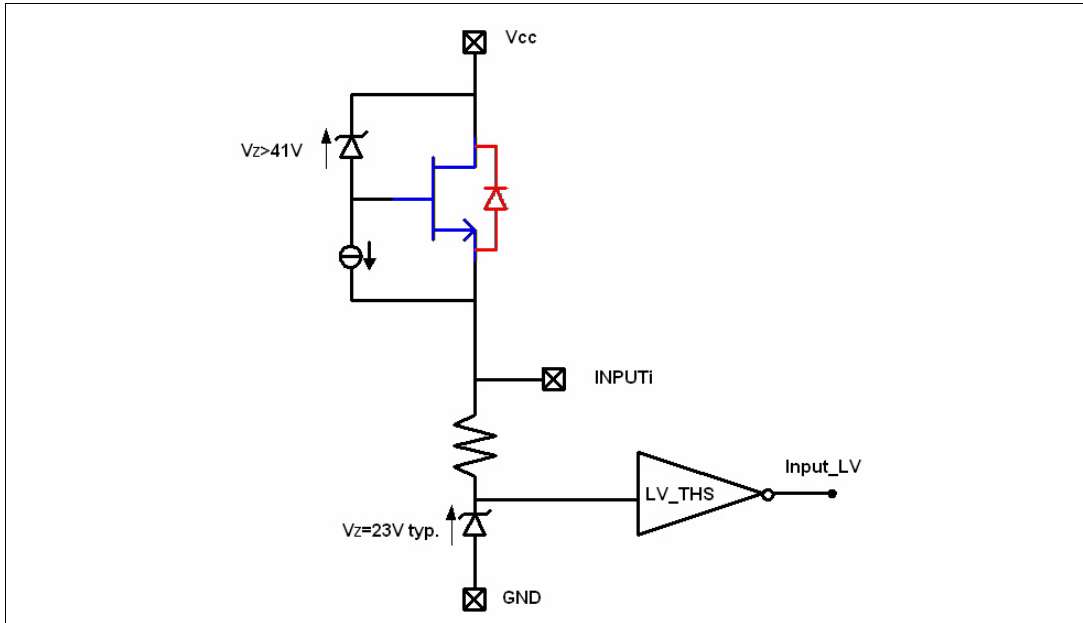 Vcc
Vz>41V
INPUTi
Input_LV
LV_THS
Vz=23V typ.
GND